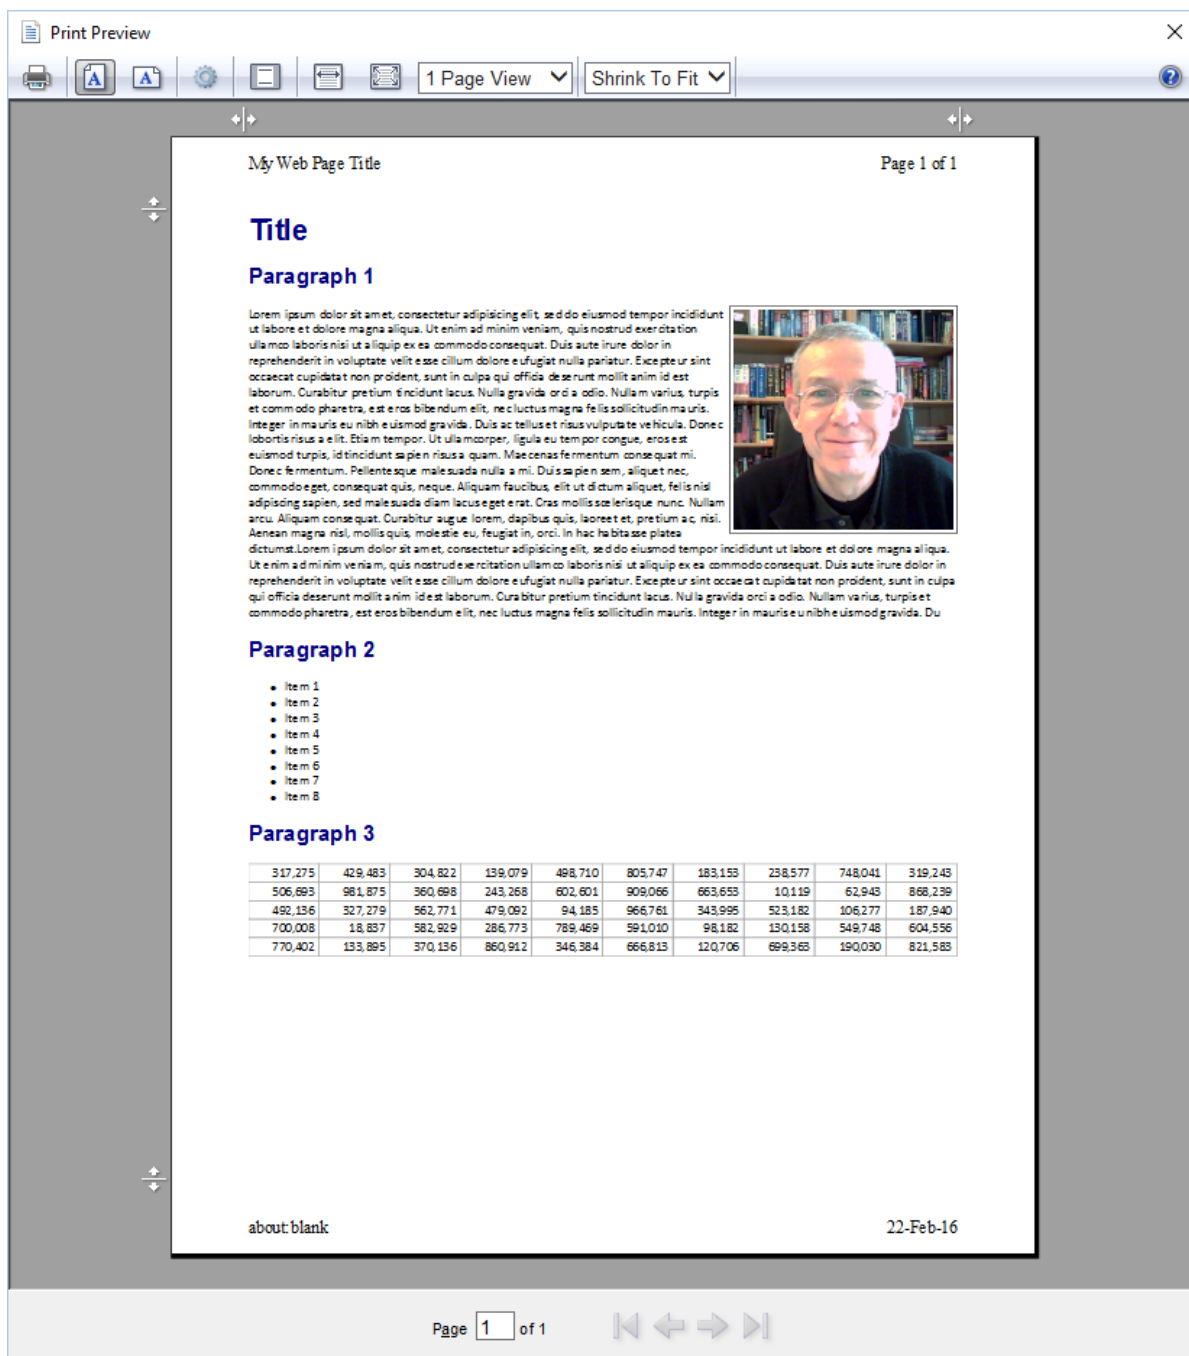 Print Preview
1 Page View
Shrink To Fit
My Web Page Title Page 1 of 1
Title
Paragraph 1
Lorem ipsum dolor sit amet, consectetur adipisicing elit, sed do eiusmod tempor incididunt
ut labore et dolore magna aliqua. Ut enim ad minim veniam, quis nostrud exercitation
ullamco laboris nisi ut aliquip ex ea commodo consequat. Duis aute irure dolor in
reprehenderit in voluptate velit esse cillum dolore eu fugiat nulla pariatur. Excepteur sint
occaecat cupidatat non proident, sunt in culpa qui officia deserunt mollit anim id est
laborum. Curabitur pretium tincidunt lacus. Nulla gravida orci a odio. Nullam varius, turpis
et commodo pharetra, est eros bibendum elit, nec luctus magna felis sollicitudin mauris.
Integer in mauris eu nibh euismod gravida. Duis ac tellus et risus vulputate vehicula. Donec
lobortis risus a elit. Etiam tempor. Ut ullamcorper, ligula eu tempor congue, eros est
euismod turpis, id tincidunt sapien risus a quam. Maecenas fermentum consequat mi.
Donec fermentum. Pellentesque malesuada nulla a mi. Duis sapien sem, aliquet nec,
commodo eget, consequat quis, neque. Aliquam faucibus, elit ut dictum aliquet, felis nisl
adipiscing sapien, sed malesuada diam lacus eget erat. Cras mollis scelerisque nunc. Nullam
arcu. Aliquam consequat. Curabitur augue lorem, dapibus quis, laoreet et, pretium ac, nisi.
Aenean magna nisl, mollis quis, molestie eu, feugiat in, orci. In hac habitasse platea
dictumst.Lorem ipsum dolor sit amet, consectetur adipisicing elit, sed do eiusmod tempor incididunt ut labore et dolore magna aliqua.
Ut enim ad minim veniam, quis nostrud exercitation ullamco laboris nisi ut aliquip ex ea commodo consequat. Duis aute irure dolor in
reprehenderit in voluptate velit esse cillum dolore eu fugiat nulla pariatur. Excepteur sint occaecat cupidatat non proident, sunt in culpa
qui officia deserunt mollit anim id est laborum. Curabitur pretium tincidunt lacus. Nulla gravida orci a odio. Nullam varius, turpis et
commodo pharetra, est eros bibendum elit, nec luctus magna felis sollicitudin mauris. Integer in mauris eu nibh euismod gravida. Du
Paragraph 2
• Item 1
• Item 2
• Item 3
• Item 4
• Item 5
• Item 6
• Item 7
• Item 8
Paragraph 3
317,275 429,483 304,822 139,079 498,710 805,747 183,153 238,577 748,041 319,243
506,693 981,875 360,698 243,268 602,601 909,066 663,653 10,119 62,943 868,239
492,136 327,279 562,771 479,092 94,185 966,761 343,995 523,182 106,277 187,940
700,008 18,837 582,929 286,773 789,469 591,010 98,182 130,158 549,748 604,556
770,402 133,895 370,136 860,912 346,384 666,813 120,706 699,363 190,030 821,583
about:blank 22-Feb-16
Page 1 of 1